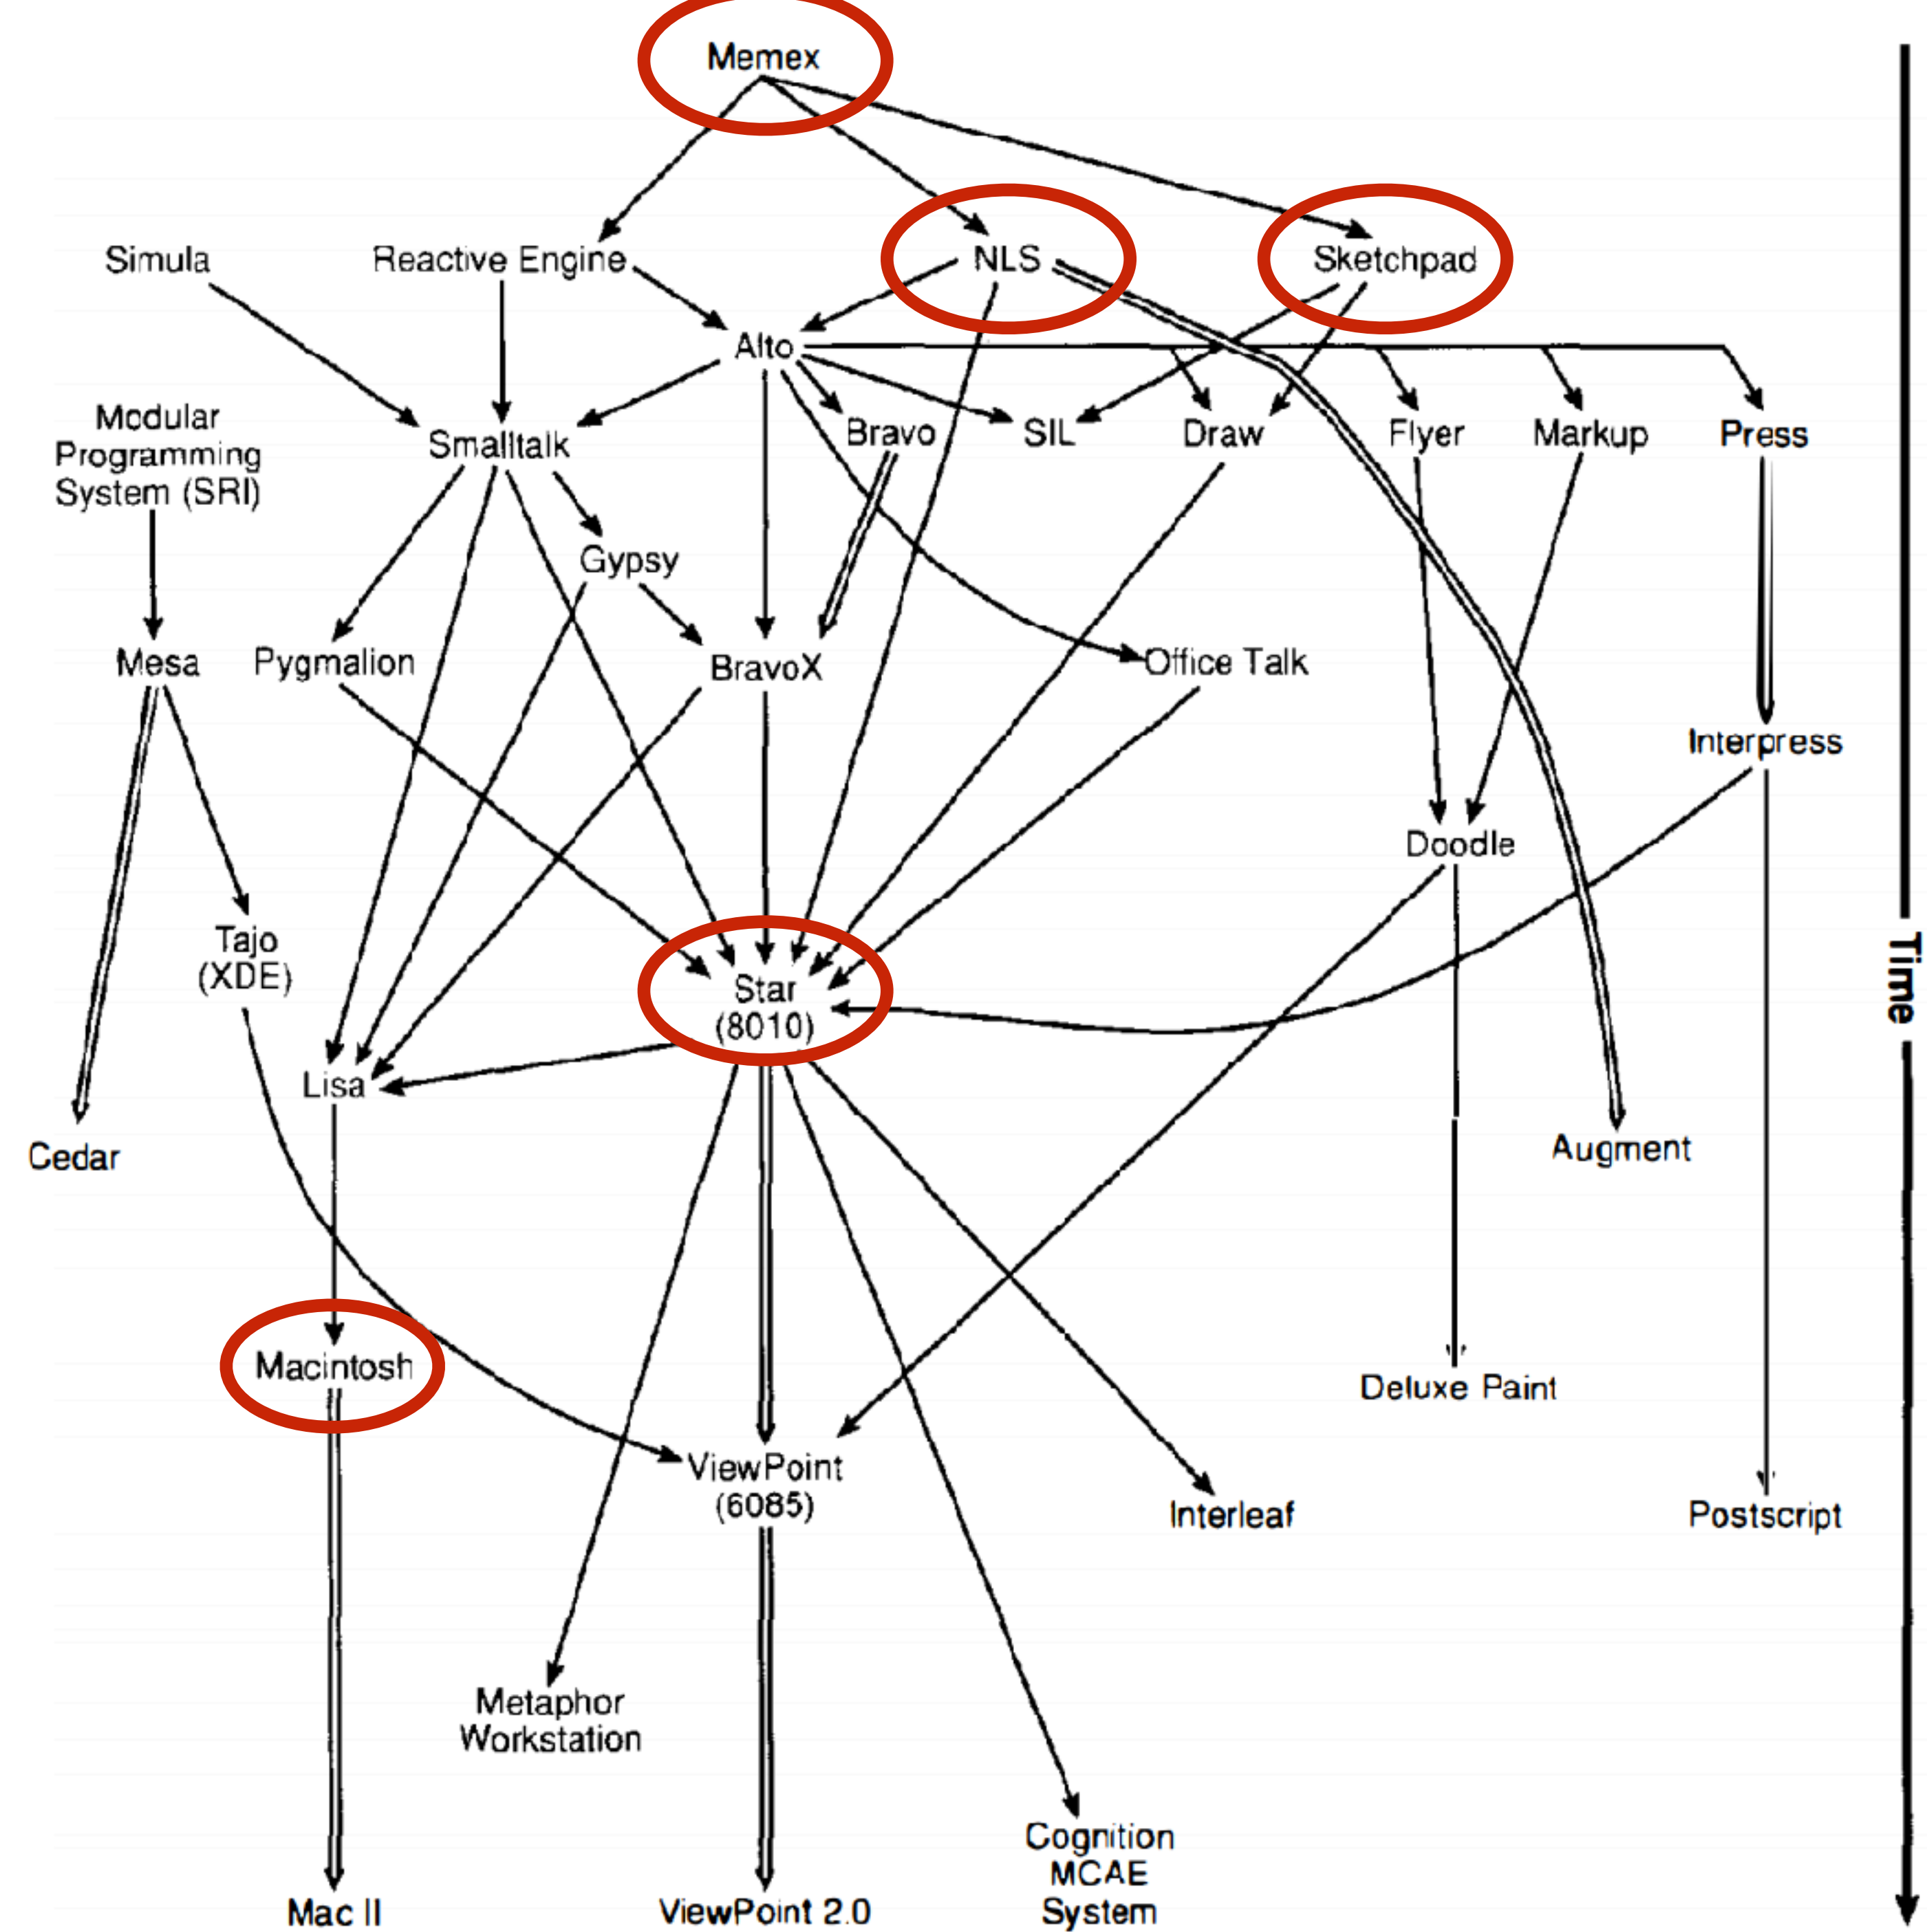 Memex
Simula
Reactive Engine
NLS
Sketchpad
Alto
Modular
Programming
System (SRI)
Smalltalk
Bravo
SIL
Draw
Flyer
Markup
Press
Gypsy
Mesa
Pygmalion
BravoX
Office Talk
Interpress
Doodle
Tajo
(XDE)
Star
(8010)
Time
Lisa
Cedar
Augment
Macintosh
Deluxe Paint
ViewPoint
(6085)
Interleaf
Postscript
Metaphor
Workstation
Cognition
MCAE
System
Mac II
ViewPoint 2.0